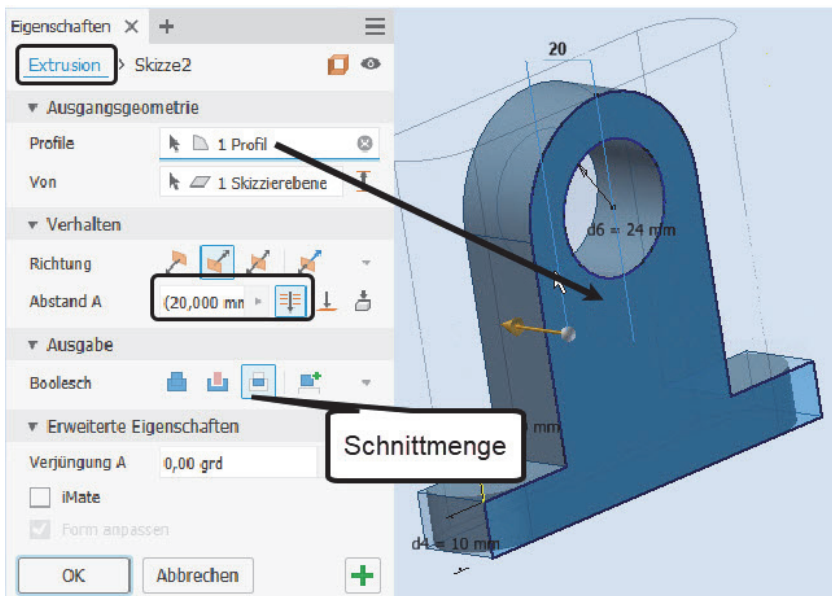 Eigenschaften × +
Extrusion > Skizze2
Ausgangsgeometrie
Profile 1 Profil
Von 1 Skizzierebene
Verhalten
Richtung
Abstand A (20,000 mm
Ausgabe
Boolesch
Erweiterte Eigenschaften
Verjüngung A 0,00 grd
iMate
Form anpassen
OK Abbrechen +
Schnittmenge
20
d6 = 24 mm
mm
d4 = 10 mm